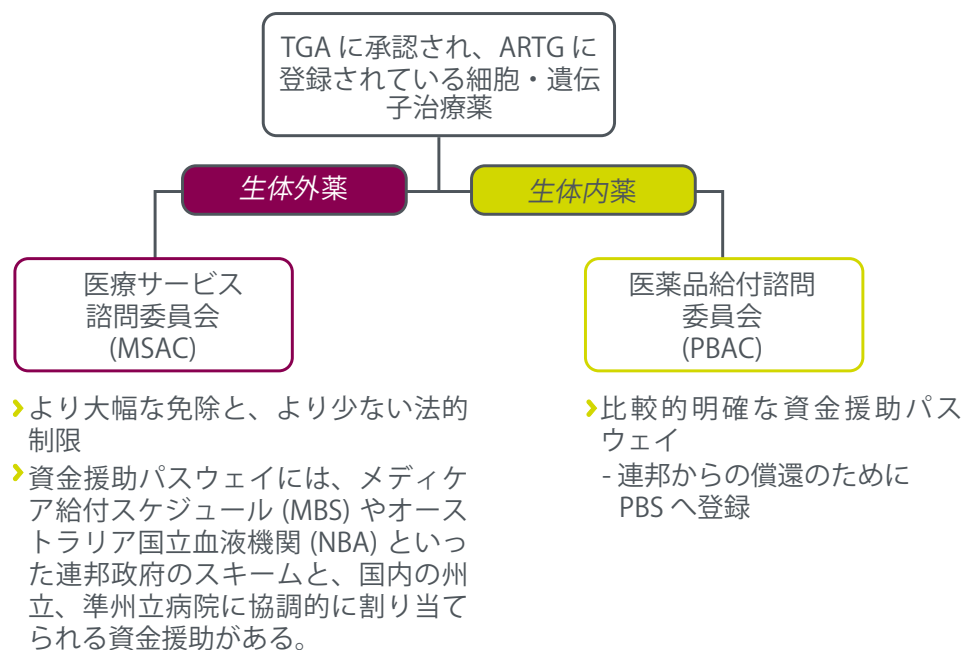 TGA に承認され、ARTG に
登録されている細胞・遺伝
子治療薬
生体外薬
生体内薬
医療サービス
諮問委員会
(MSAC)
医薬品給付諮問
委員会
(PBAC)
より大幅な免除と、より少ない法的
制限
資金援助パスウェイには、メディケ
ア給付スケジュール (MBS) やオース
トラリア国立血液機関 (NBA) といっ
た連邦政府のスキームと、国内の州
立、準州立病院に協調的に割り当て
られる資金援助がある。
比較的明確な資金援助パス
ウェイ
- 連邦からの償還のために
PBS へ登録